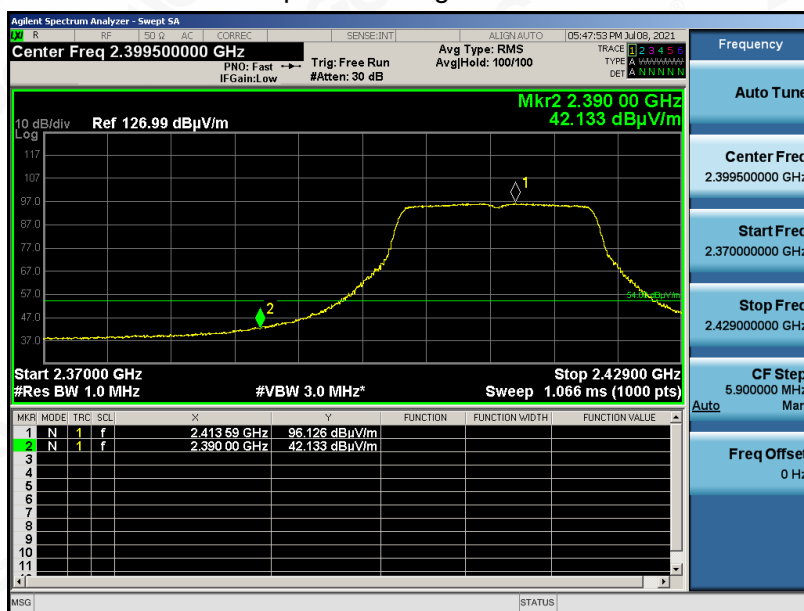 Agilent Spectrum Analyzer - Swept SA
LXI R RF 50 Ω AC CORREC SENSE:INT ALIGN AUTO 05:47:53 PM Jul 08, 2021
Center Freq 2.399500000 GHz
PNO: Fast
IFGain:Low
Trig: Free Run
#Atten: 30 dB
Avg Type: RMS
Avg|Hold: 100/100
TRACE 1 2 3 4 5 6
TYPE A WWWWW
DET A N N N N N
Mkr2 2.390 00 GHz
42.133 dBµV/m
10 dB/div Ref 126.99 dBµV/m
Log
117
107
97.0
87.0
77.0
67.0
57.0
47.0
37.0
1
2
Start 2.37000 GHz Stop 2.42900 GHz
#Res BW 1.0 MHz #VBW 3.0 MHz* Sweep 1.066 ms (1000 pts)
MKR MODE TRC SCL X Y FUNCTION FUNCTION WIDTH FUNCTION VALUE
1 N 1 f 2.413 59 GHz 96.126 dBµV/m
2 N 1 f 2.390 00 GHz 42.133 dBµV/m
3
4
5
6
7
8
9
10
11
MSG STATUS
Frequency
Auto Tune
Center Freq
2.399500000 GHz
Start Freq
2.370000000 GHz
Stop Freq
2.429000000 GHz
CF Step
5.900000 MHz
Auto Man
Freq Offset
0 Hz